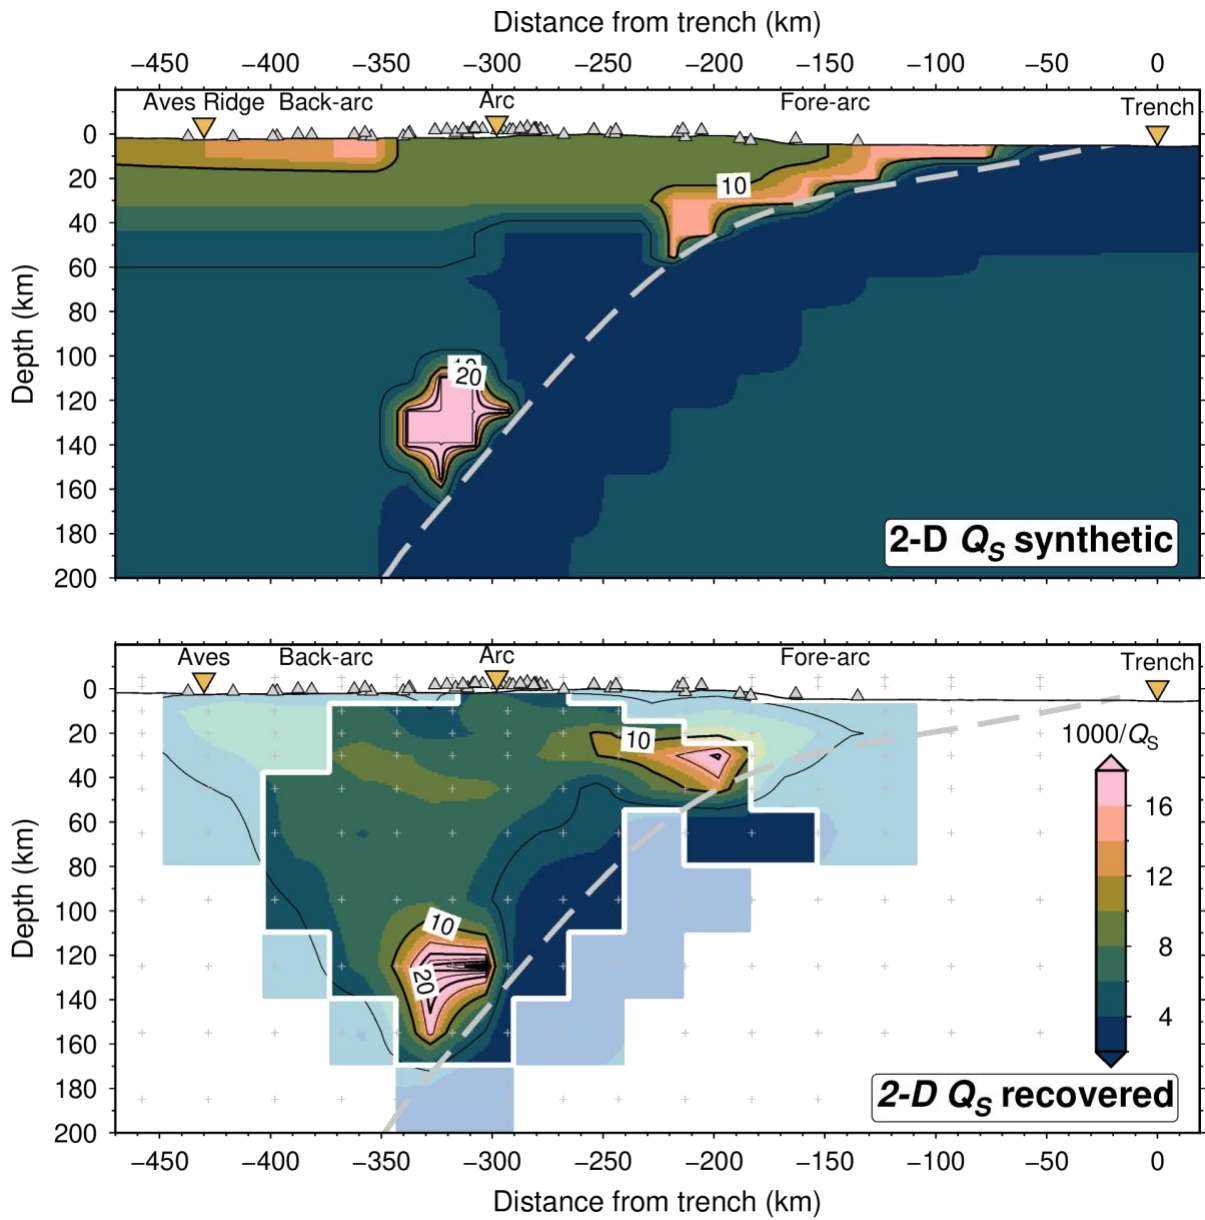 Distance from trench (km)
−450 −400 −350 −300 −250 −200 −150 −100 −50 0
Aves Ridge Back-arc Arc Fore-arc Trench
0
20
40
60
80
100
120
140
160
180
200
Depth (km)
10
20
2-D QS synthetic
Aves Back-arc Arc Fore-arc Trench
0
20
40
60
80
100
120
140
160
180
200
Depth (km)
10
10
20
1000/QS
16
12
8
4
2-D QS recovered
−450 −400 −350 −300 −250 −200 −150 −100 −50 0
Distance from trench (km)